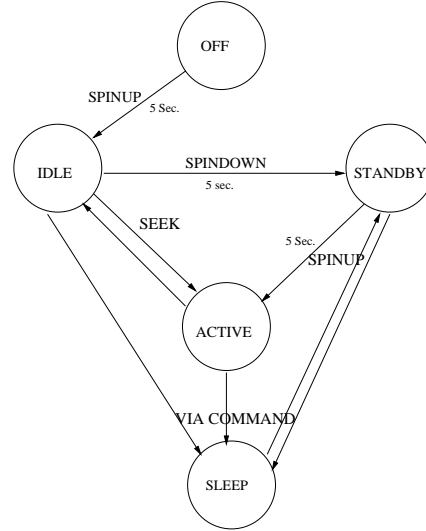 OFF
SPINUP
5 Sec.
IDLE
SPINDOWN
5 sec.
STANDBY
SEEK
5 Sec.
SPINUP
ACTIVE
VIA COMMAND
SLEEP